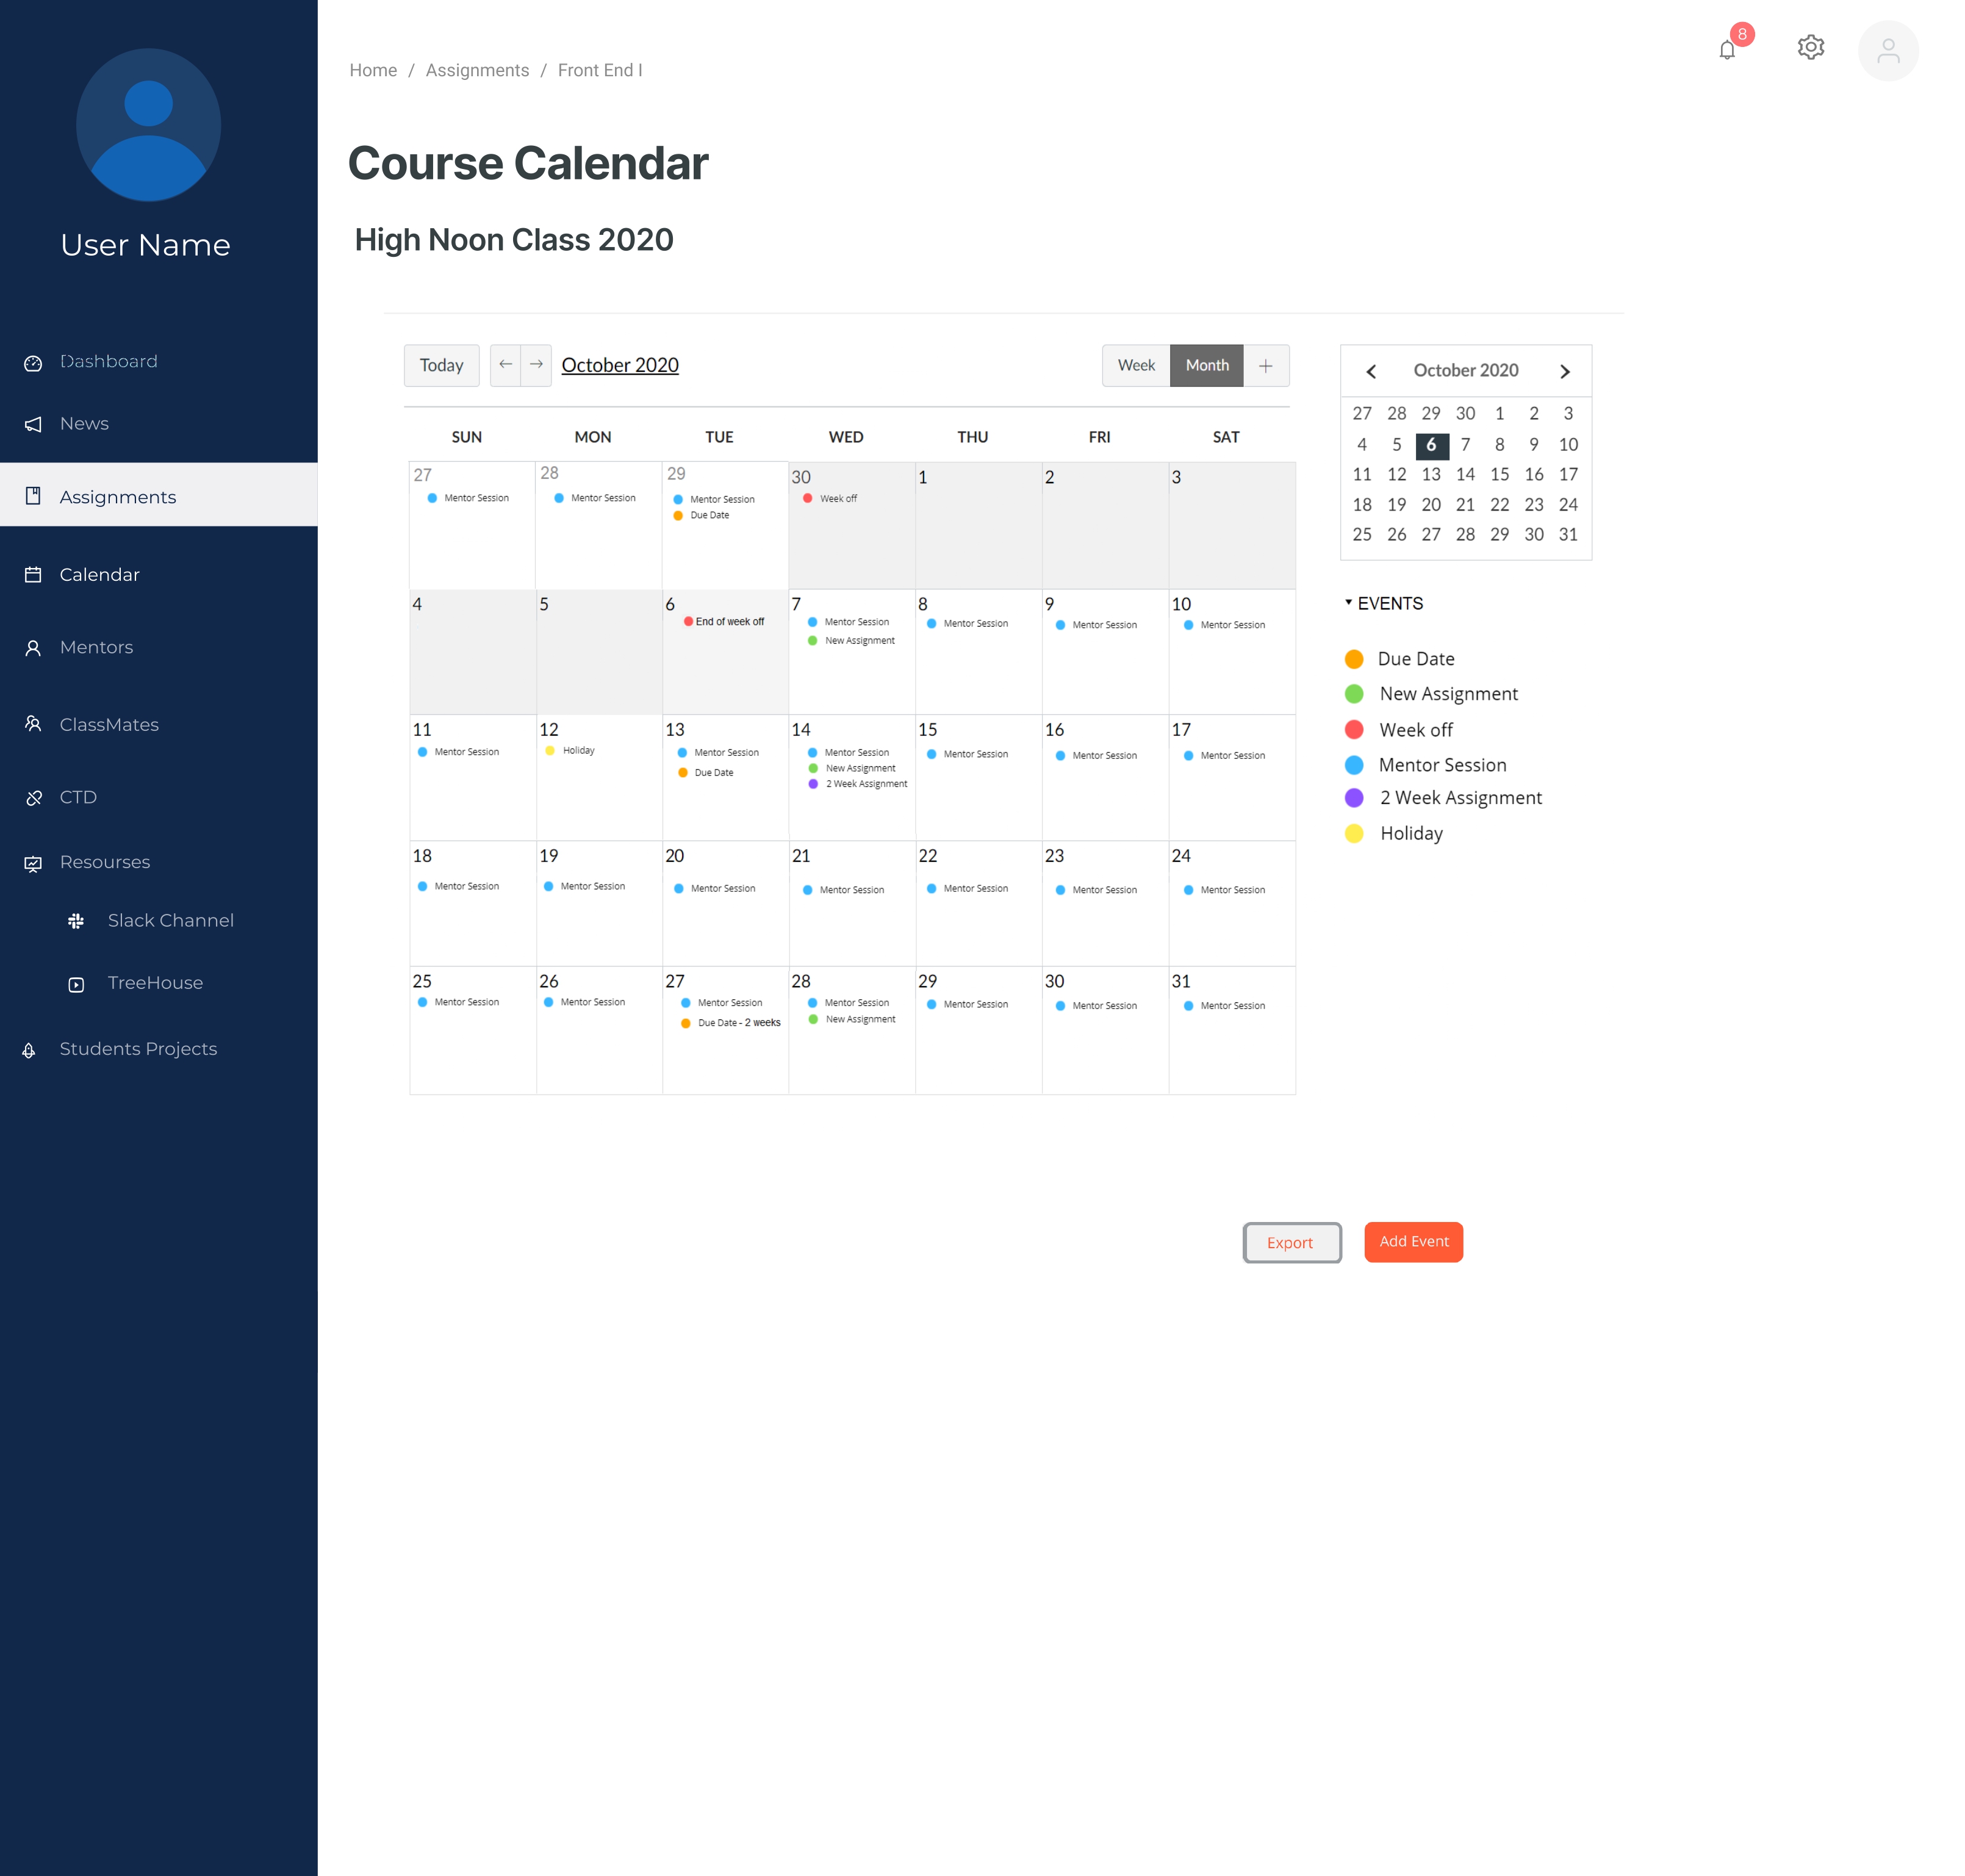 User Name
Dashboard
News
Assignments
Calendar
Mentors
ClassMates
CTD
Resourses
Slack Channel
TreeHouse
Students Projects
8
Home / Assignments / Front End I
Course Calendar
High Noon Class 2020
Today ← → October 2020 Week Month +
SUN MON TUE WED THU FRI SAT
27 28 29 30 1 2 3
Mentor Session Mentor Session Mentor Session Week off
Due Date
4 5 6 7 8 9 10
End of week off Mentor Session Mentor Session Mentor Session Mentor Session
New Assignment
11 12 13 14 15 16 17
Mentor Session Holiday Mentor Session Mentor Session Mentor Session Mentor Session Mentor Session
Due Date New Assignment
2 Week Assignment
18 19 20 21 22 23 24
Mentor Session Mentor Session Mentor Session Mentor Session Mentor Session Mentor Session Mentor Session
25 26 27 28 29 30 31
Mentor Session Mentor Session Mentor Session Mentor Session Mentor Session Mentor Session Mentor Session
Due Date - 2 weeks New Assignment
October 2020
27 28 29 30 1 2 3
4 5 6 7 8 9 10
11 12 13 14 15 16 17
18 19 20 21 22 23 24
25 26 27 28 29 30 31
EVENTS
Due Date
New Assignment
Week off
Mentor Session
2 Week Assignment
Holiday
Export Add Event